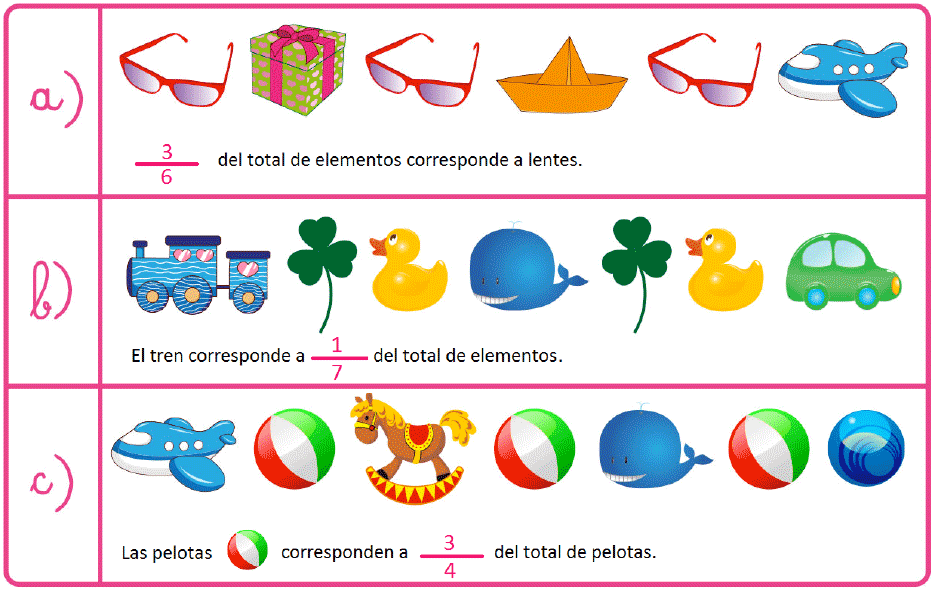 a)
3/6 del total de elementos corresponde a lentes.
b)
El tren corresponde a 1/7 del total de elementos.
c)
Las pelotas corresponden a 3/4 del total de pelotas.